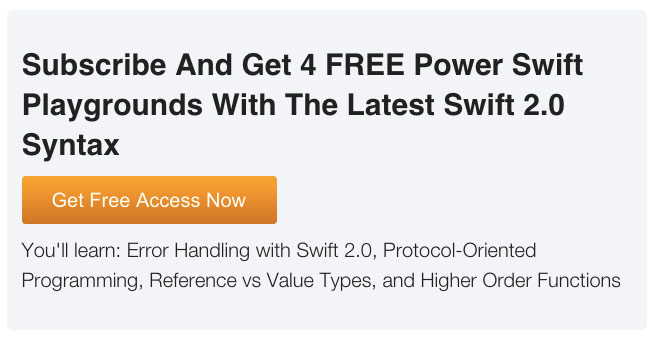 Subscribe And Get 4 FREE Power Swift
Playgrounds With The Latest Swift 2.0
Syntax
Get Free Access Now
You'll learn: Error Handling with Swift 2.0, Protocol-Oriented
Programming, Reference vs Value Types, and Higher Order Functions